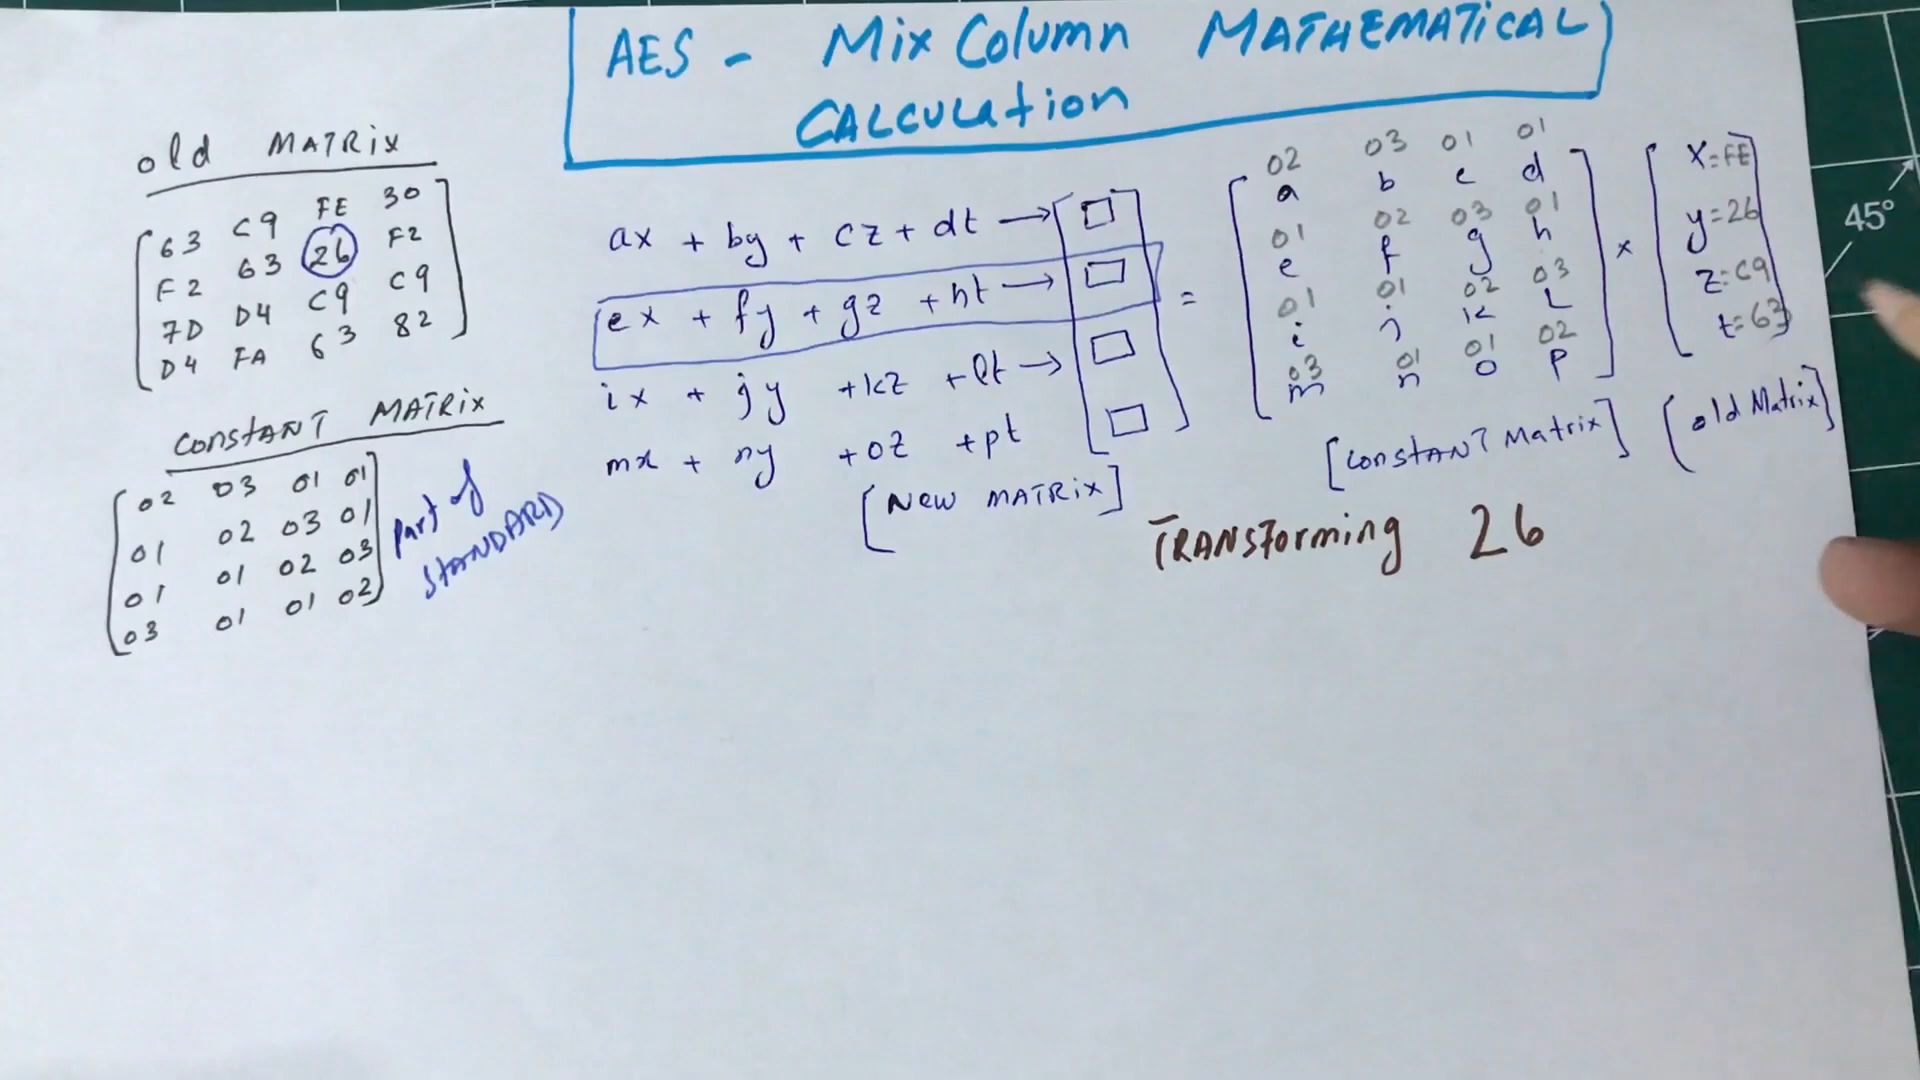 AES - Mix Column MATHEMATICAL
CALCULation
old MATRIX
63 C9 FE 30
F2 63 26 F2
7D D4 C9 C9
D4 FA 63 82
CONSTANT MATRIX
02 03 01 01
01 02 03 01
01 01 02 03
03 01 01 02
Part of
STANDARD
ax + by + cz + dt →
ex + fy + gz + ht →
ix + jy + kz + lt →
mx + ny + oz + pt
[New MATRIX]
=
02 03 01 01
a b c d
01 02 03 01
e f g h
01 01 02 03
i j k L
03 01 01 02
m n o p
×
X=FE
y=26
z=C9
t=63
[CONSTANT Matrix] [old Matrix]
TRANSforming 26
45°